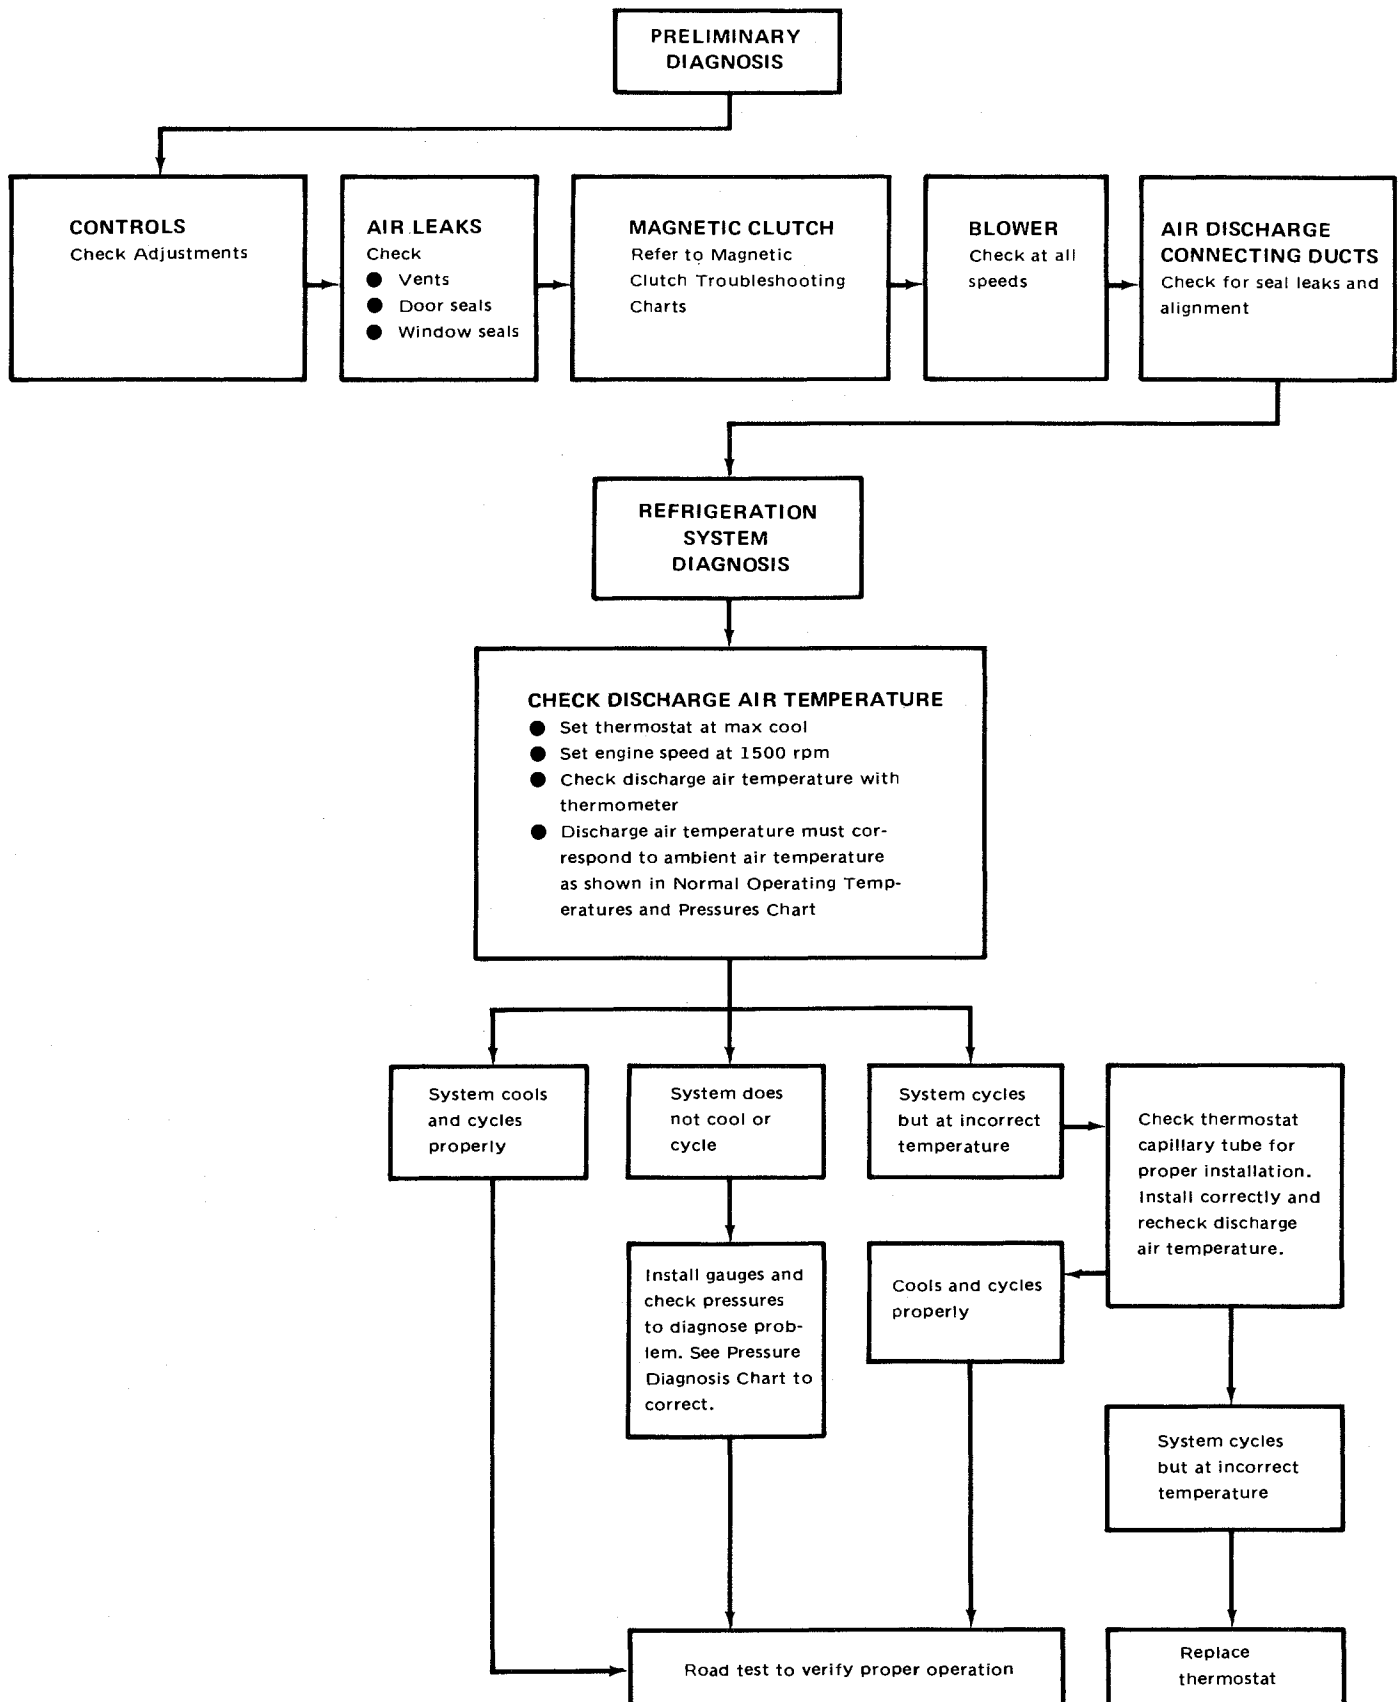 PRELIMINARY
DIAGNOSIS
CONTROLS
Check Adjustments
AIR LEAKS
Check
● Vents
● Door seals
● Window seals
MAGNETIC CLUTCH
Refer to Magnetic
Clutch Troubleshooting
Charts
BLOWER
Check at all
speeds
AIR DISCHARGE
CONNECTING DUCTS
Check for seal leaks and
alignment
REFRIGERATION
SYSTEM
DIAGNOSIS
CHECK DISCHARGE AIR TEMPERATURE
● Set thermostat at max cool
● Set engine speed at 1500 rpm
● Check discharge air temperature with
thermometer
● Discharge air temperature must cor-
respond to ambient air temperature
as shown in Normal Operating Temp-
eratures and Pressures Chart
System cools
and cycles
properly
System does
not cool or
cycle
System cycles
but at incorrect
temperature
Check thermostat
capillary tube for
proper installation.
Install correctly and
recheck discharge
air temperature.
Install gauges and
check pressures
to diagnose prob-
lem. See Pressure
Diagnosis Chart to
correct.
Cools and cycles
properly
System cycles
but at incorrect
temperature
Road test to verify proper operation
Replace
thermostat